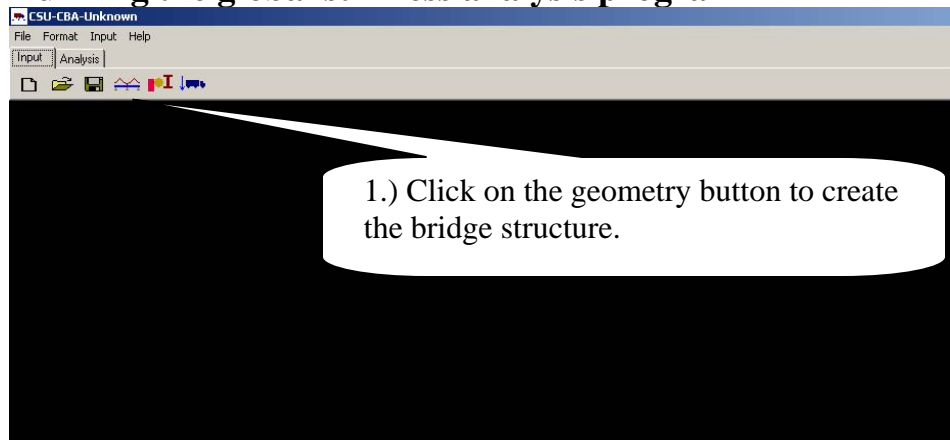 CSU-CBA-Unknown
File Format Input Help
Input Analysis
1.) Click on the geometry button to create
the bridge structure.